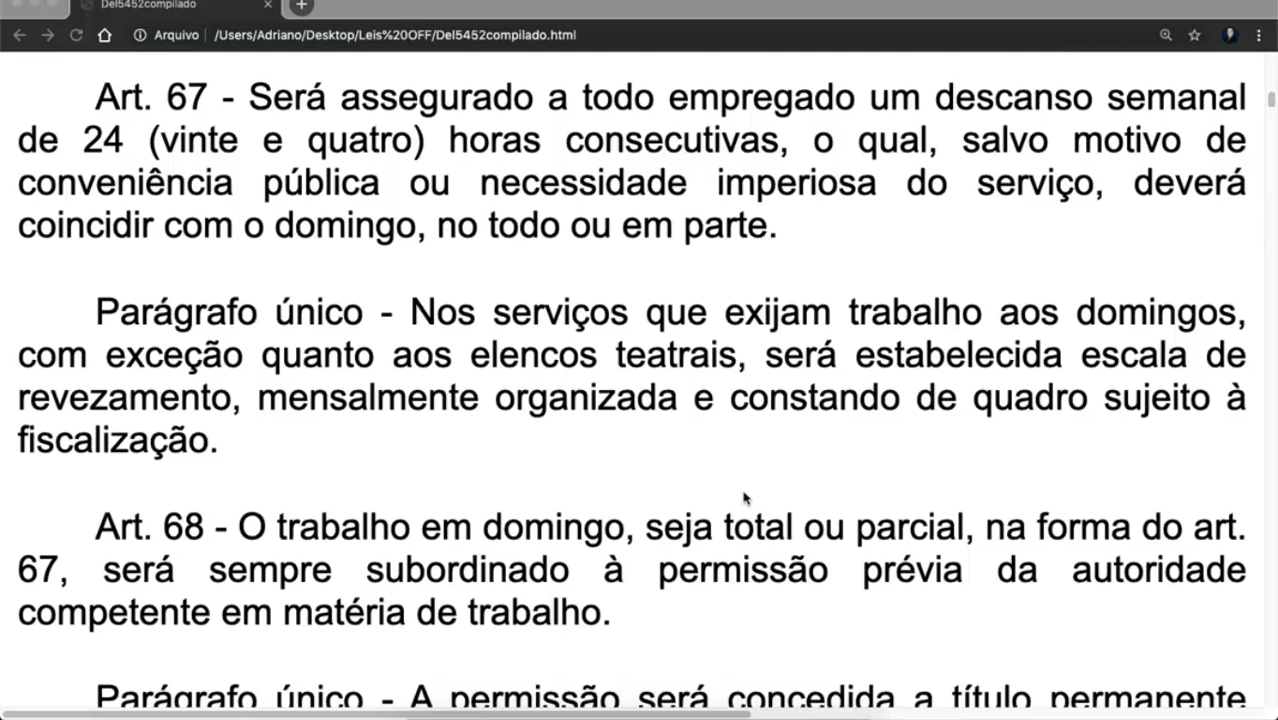 Del5452compilado
Arquivo /Users/Adriano/Desktop/Leis%20OFF/Del5452compilado.html
Art. 67 - Será assegurado a todo empregado um descanso semanal
de 24 (vinte e quatro) horas consecutivas, o qual, salvo motivo de
conveniência pública ou necessidade imperiosa do serviço, deverá
coincidir com o domingo, no todo ou em parte.
Parágrafo único - Nos serviços que exijam trabalho aos domingos,
com exceção quanto aos elencos teatrais, será estabelecida escala de
revezamento, mensalmente organizada e constando de quadro sujeito à
fiscalização.
Art. 68 - O trabalho em domingo, seja total ou parcial, na forma do art.
67, será sempre subordinado à permissão prévia da autoridade
competente em matéria de trabalho.
Parágrafo único - A permissão será concedida a título permanente